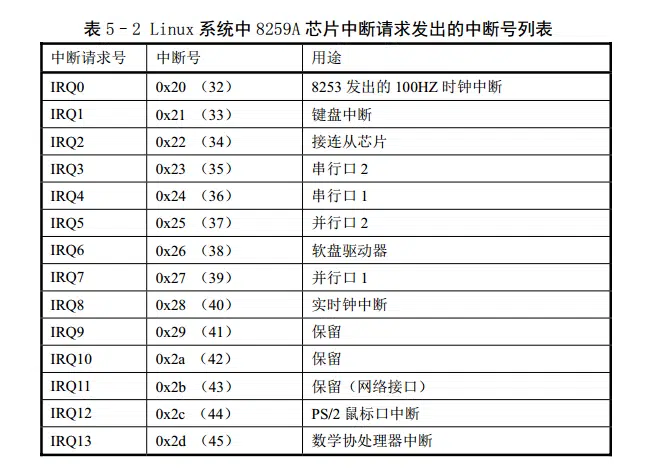 表 5-2 Linux 系统中 8259A 芯片中断请求发出的中断号列表
中断请求号 中断号 用途
IRQ0 0x20 （32） 8253 发出的 100HZ 时钟中断
IRQ1 0x21 （33） 键盘中断
IRQ2 0x22 （34） 接连从芯片
IRQ3 0x23 （35） 串行口 2
IRQ4 0x24 （36） 串行口 1
IRQ5 0x25 （37） 并行口 2
IRQ6 0x26 （38） 软盘驱动器
IRQ7 0x27 （39） 并行口 1
IRQ8 0x28 （40） 实时钟中断
IRQ9 0x29 （41） 保留
IRQ10 0x2a （42） 保留
IRQ11 0x2b （43） 保留（网络接口）
IRQ12 0x2c （44） PS/2 鼠标口中断
IRQ13 0x2d （45） 数学协处理器中断